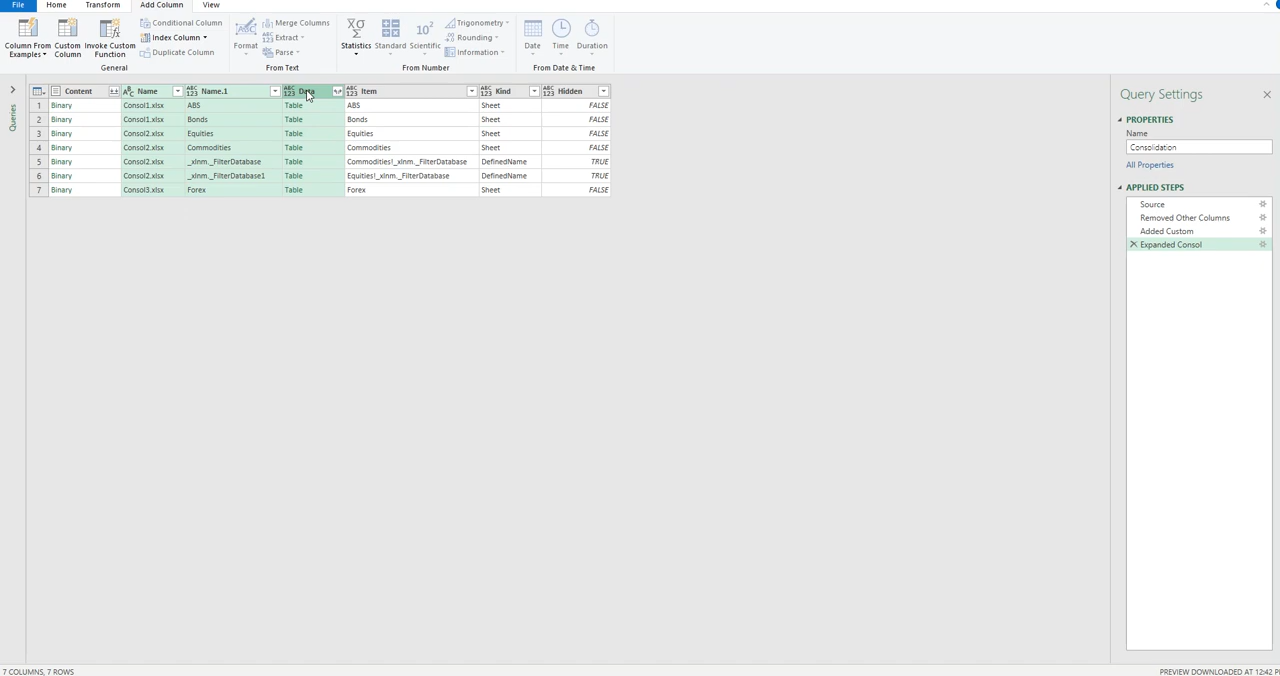 File Home Transform Add Column View
Column From Examples Custom Column Invoke Custom Function Conditional Column Index Column Duplicate Column
General
Format Merge Columns Extract Parse
From Text
Statistics Standard 10² Scientific Trigonometry Rounding Information
From Number
Date Time Duration
From Date & Time
Queries
Content Name Name.1 Data Item Kind Hidden
1 Binary Consol1.xlsx ABS Table ABS Sheet FALSE
2 Binary Consol1.xlsx Bonds Table Bonds Sheet FALSE
3 Binary Consol2.xlsx Equities Table Equities Sheet FALSE
4 Binary Consol2.xlsx Commodities Table Commodities Sheet FALSE
5 Binary Consol2.xlsx _xlnm._FilterDatabase Table Commodities!_xlnm._FilterDatabase DefinedName TRUE
6 Binary Consol2.xlsx _xlnm._FilterDatabase1 Table Equities!_xlnm._FilterDatabase DefinedName TRUE
7 Binary Consol3.xlsx Forex Table Forex Sheet FALSE
Query Settings
PROPERTIES
Name
Consolidation
All Properties
APPLIED STEPS
Source
Removed Other Columns
Added Custom
Expanded Consol
7 COLUMNS, 7 ROWS
PREVIEW DOWNLOADED AT 12:42 P